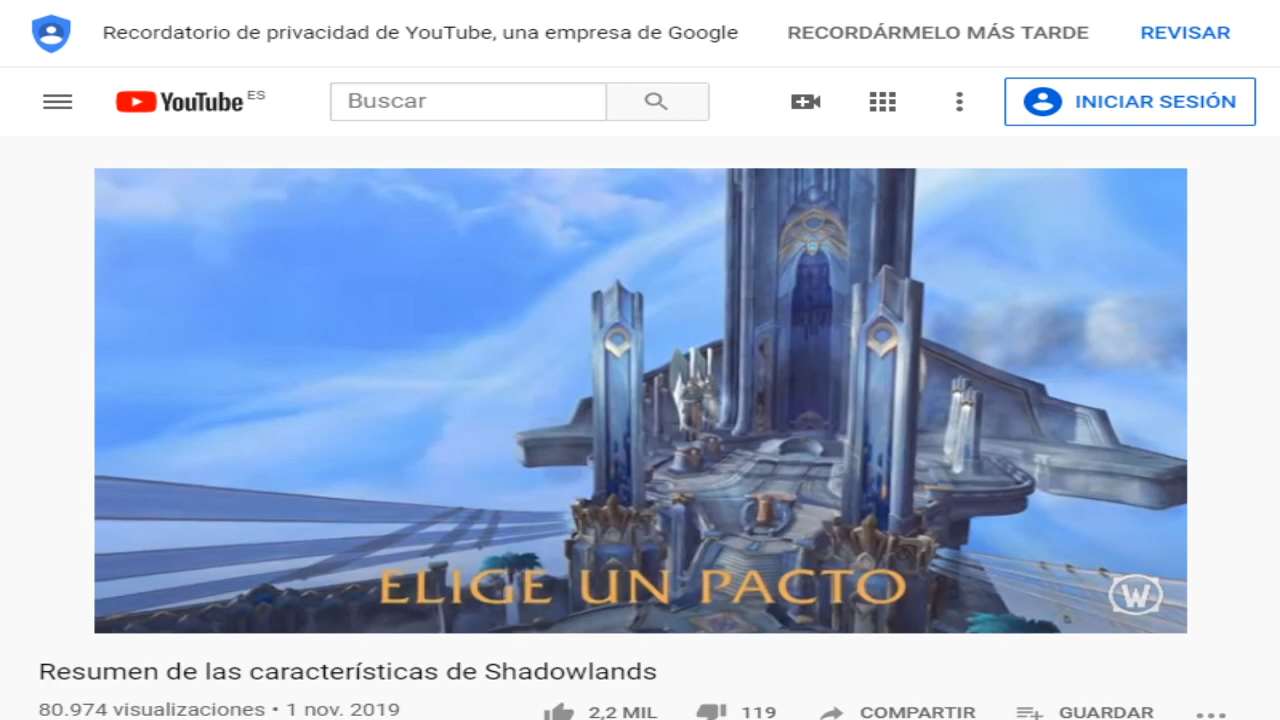 Recordatorio de privacidad de YouTube, una empresa de Google RECORDÁRMELO MÁS TARDE REVISAR
YouTube ES Buscar INICIAR SESIÓN
ELIGE UN PACTO
W
Resumen de las características de Shadowlands
80.974 visualizaciones • 1 nov. 2019 2,2 MIL 119 COMPARTIR GUARDAR